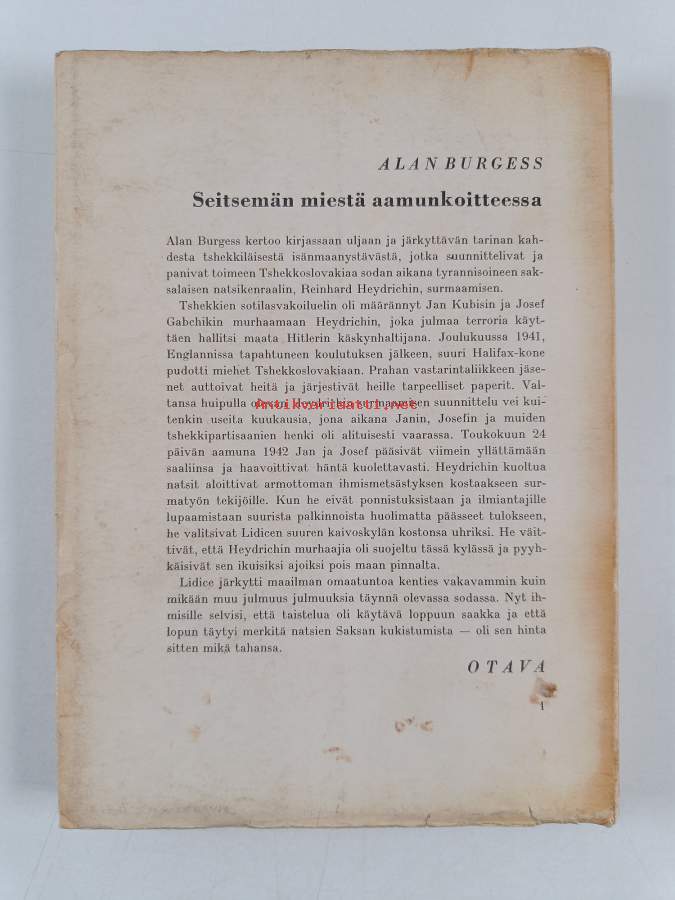 ALAN BURGESS
Seitsemän miestä aamunkoitteessa
Alan Burgess kertoo kirjassaan uljaan ja järkyttävän tarinan kah-
desta tshekkiläisestä isänmaanystävästä, jotka suunnittelivat ja
panivat toimeen Tshekkoslovakiaa sodan aikana tyrannisoineen sak-
salaisen natsikenraalin, Reinhard Heydrichin, surmaamisen.
Tshekkien sotilasvakoiluelin oli määrännyt Jan Kubisin ja Josef
Gabchikin murhaamaan Heydrichin, joka julmaa terroria käyt-
täen hallitsi maata Hitlerin käskynhaltijana. Joulukuussa 1941,
Englannissa tapahtuneen koulutuksen jälkeen, suuri Halifax-kone
pudotti miehet Tshekkoslovakiaan. Prahan vastarintaliikkeen jäse-
net auttoivat heitä ja järjestivät heille tarpeelliset paperit. Val-
tansa huipulla olevan Heydrichin surmaamisen suunnittelu vei kui-
Antikvariaatti.net
tenkin useita kuukausia, jona aikana Janin, Josefin ja muiden
tshekkipartisaanien henki oli alituisesti vaarassa. Toukokuun 24
päivän aamuna 1942 Jan ja Josef pääsivät viimein yllättämään
saaliinsa ja haavoittivat häntä kuolettavasti. Heydrichin kuoltua
natsit aloittivat armottoman ihmismetsästyksen kostaakseen sur-
matyön tekijöille. Kun he eivät ponnistuksistaan ja ilmiantajille
lupaamistaan suurista palkinnoista huolimatta päässeet tulokseen,
he valitsivat Lidicen suuren kaivoskylän kostonsa uhriksi. He väit-
tivät, että Heydrichin murhaajia oli suojeltu tässä kylässä ja pyyh-
käisivät sen ikuisiksi ajoiksi pois maan pinnalta.
Lidice järkytti maailman omaatuntoa kenties vakavammin kuin
mikään muu julmuus julmuuksia täynnä olevassa sodassa. Nyt ih-
misille selvisi, että taistelua oli käytävä loppuun saakka ja että
lopun täytyi merkitä natsien Saksan kukistumista — oli sen hinta
sitten mikä tahansa.
OTAVA
1